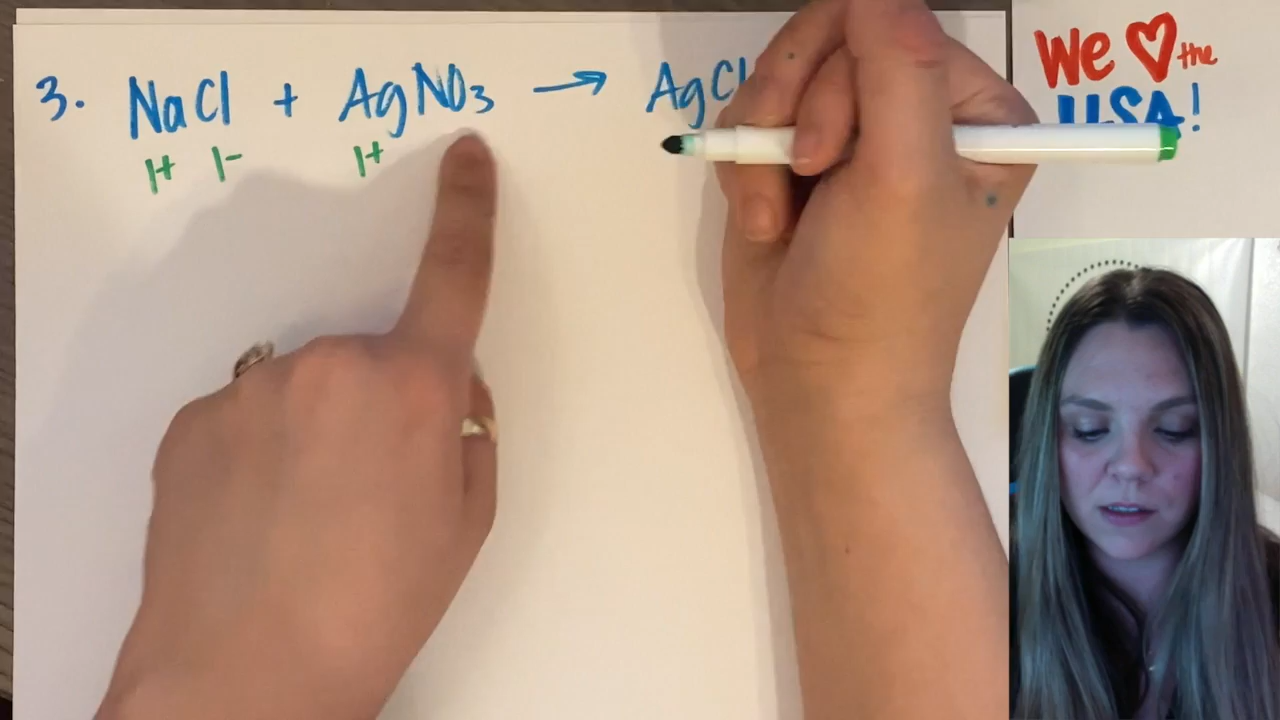 3. NaCl + AgNO₃ → AgCl
1+ 1- 1+
We ♡ the
USA!